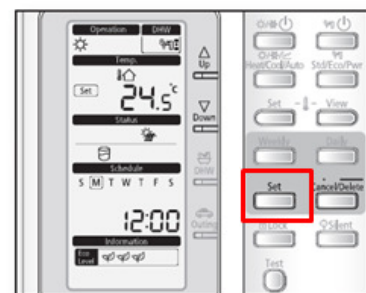 Operation DHW
Temp.
Set 24.5°c
Status
Schedule
S M T W T F S
12:00
Information
Eco Level
Up
Down
DHW
Outing
Heat/Cool/Auto Std/Eco/Pwr
Set View
Weekly Daily
Set Cancel/Delete
Lock Silent
Test